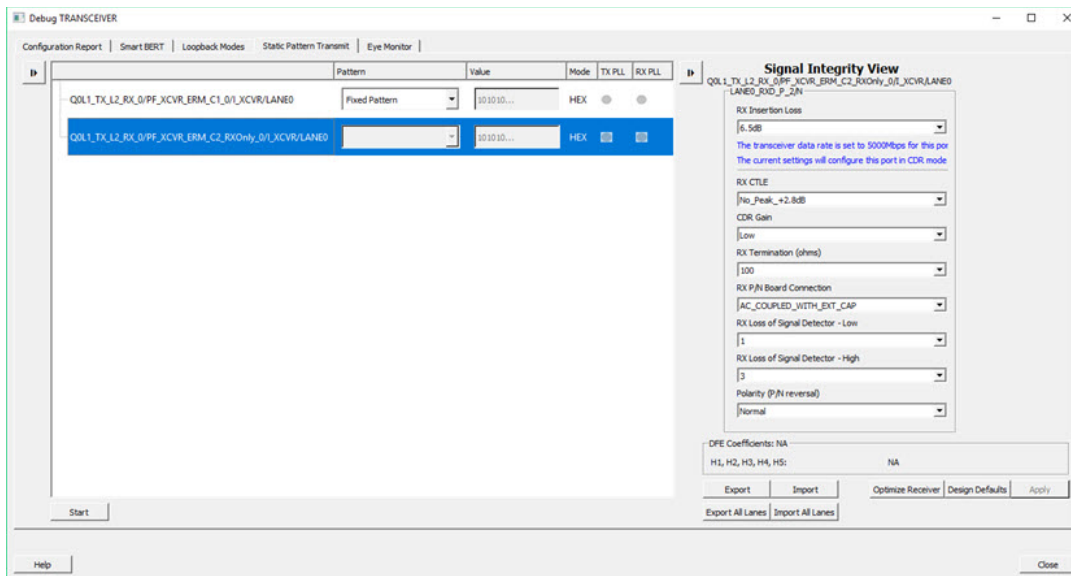 Debug TRANSCEIVER
Configuration Report Smart BERT Loopback Modes Static Pattern Transmit Eye Monitor
Pattern Value Mode TX PLL RX PLL
Q0L1_TX_L2_RX_0/PF_XCVR_ERM_C1_0/I_XCVR/LANE0 Fixed Pattern 101010... HEX
Q0L1_TX_L2_RX_0/PF_XCVR_ERM_C2_RXOnly_0/I_XCVR/LANE0 101010... HEX
Start
Signal Integrity View
Q0L1_TX_L2_RX_0/PF_XCVR_ERM_C2_RXOnly_0/I_XCVR/LANE0
LANE0_RXD_P_2/N
RX Insertion Loss
6.5dB
The transceiver data rate is set to 5000Mbps for this por
The current settings will configure this port in CDR mode
RX CTLE
No_Peak_+2.8dB
CDR Gain
Low
RX Termination (ohms)
100
RX P/N Board Connection
AC_COUPLED_WITH_EXT_CAP
RX Loss of Signal Detector - Low
1
RX Loss of Signal Detector - High
3
Polarity (P/N reversal)
Normal
DFE Coefficients: NA
H1, H2, H3, H4, H5: NA
Export Import Optimize Receiver Design Defaults Apply
Export All Lanes Import All Lanes
Help Close